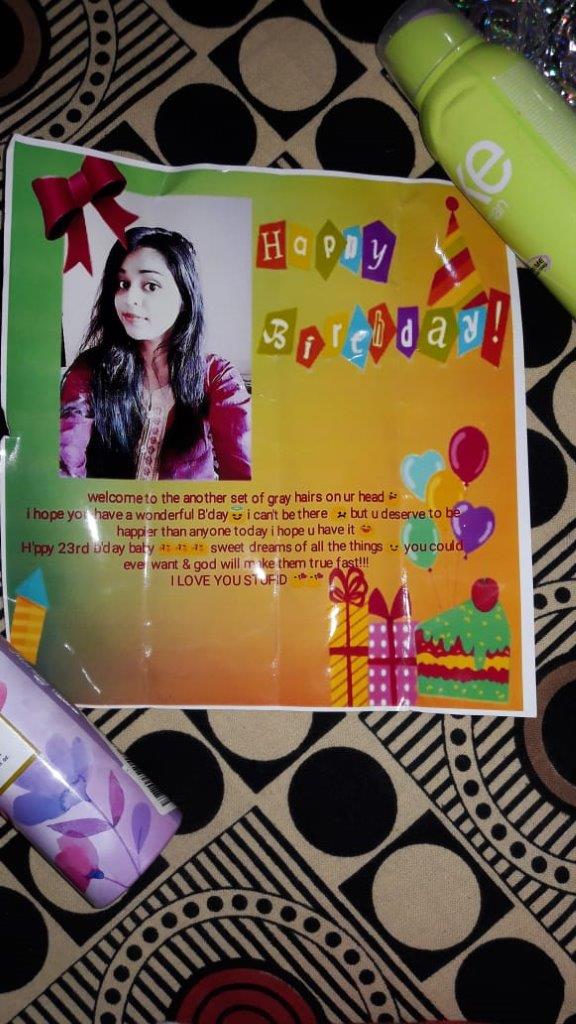 Happy
Birthday!
welcome to the another set of gray hairs on ur head
i hope you have a wonderful B'day 😇 i can't be there 😢 but u deserve to be
happier than anyone today i hope u have it 😍
H'ppy 23rd b'day baby sweet dreams of all the things you could
ever want & god will make them true fast!!!
I LOVE YOU STUPID
ke